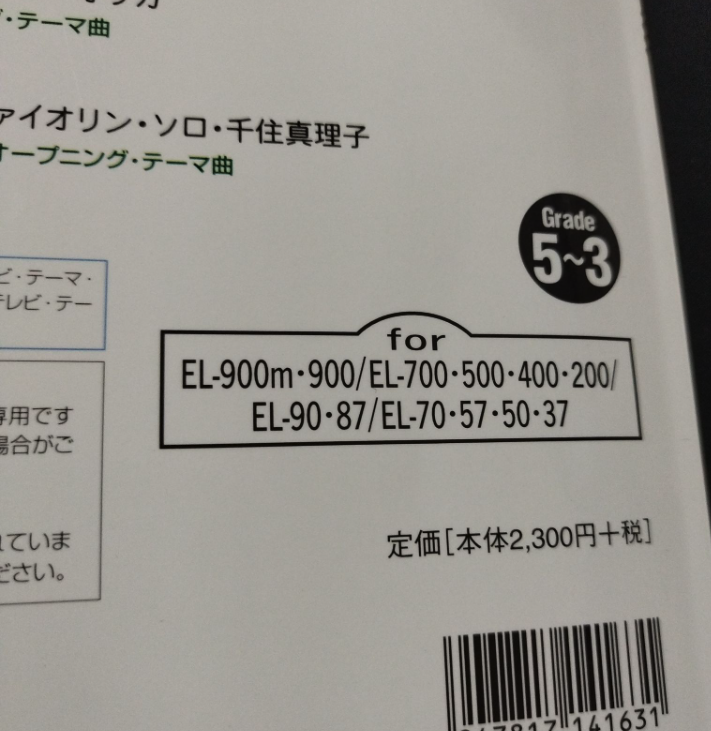 ・テーマ曲
ァイオリン・ソロ・千住真理子
オープニング・テーマ曲
Grade
5~3
ビ・テーマ・
テレビ・テー
for
EL-900m・900/EL-700・500・400・200/
EL-90・87/EL-70・57・50・37
専用です
場合がご
れていま
ださい。
定価[本体2,300円+税]
141631